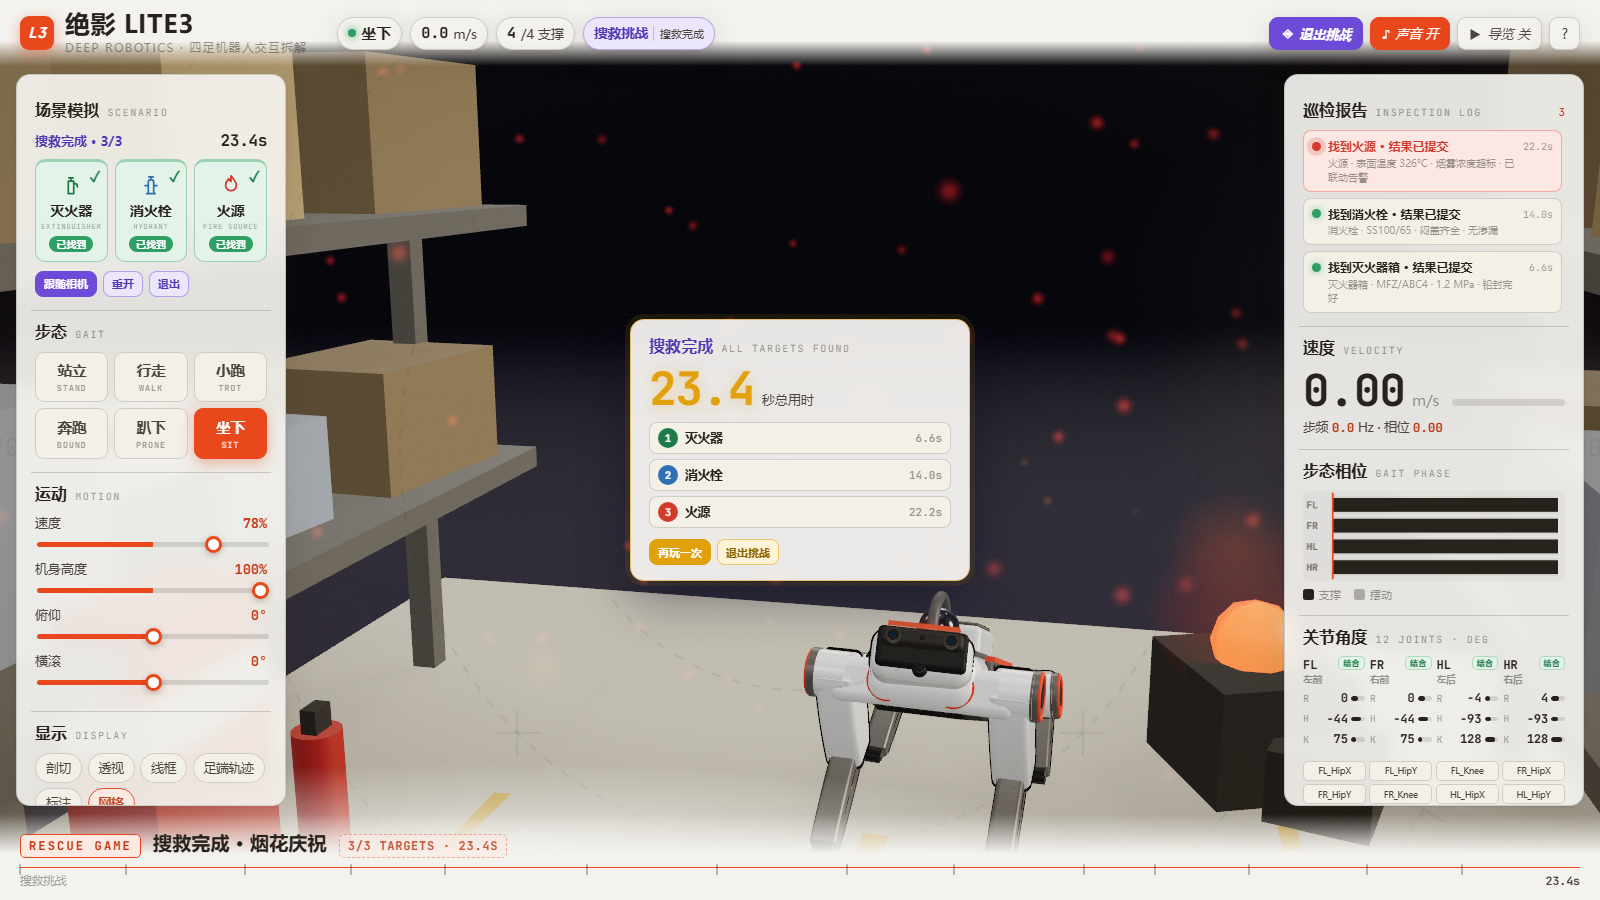 L3
绝影 LITE3
DEEP ROBOTICS · 四足机器人交互拆解
坐下
0.0 m/s
4 /4 支撑
搜救挑战 搜救完成
退出挑战
声音 开
导览 关
?
场景模拟 SCENARIO
搜救完成 • 3/3 23.4s
灭火器
EXTINGUISHER
已找到
消火栓
HYDRANT
已找到
火源
FIRE SOURCE
已找到
跟随相机 重开 退出
步态 GAIT
站立
STAND
行走
WALK
小跑
TROT
奔跑
BOUND
趴下
PRONE
坐下
SIT
运动 MOTION
速度 78%
机身高度 100%
俯仰 0°
横滚 0°
显示 DISPLAY
剖切 透视 线框 足端轨迹
标注 网格
搜救完成 ALL TARGETS FOUND
23.4 秒总用时
1 灭火器 6.6s
2 消火栓 14.0s
3 火源 22.2s
再玩一次 退出挑战
巡检报告 INSPECTION LOG 3
找到火源 • 结果已提交 22.2s
火源 · 表面温度 326°C · 烟雾浓度超标 · 已
联动告警
找到消火栓 • 结果已提交 14.0s
消火栓 · SS100/65 · 闷盖齐全 · 无渗漏
找到灭火器箱 • 结果已提交 6.6s
灭火器箱 · MFZ/ABC4 · 1.2 MPa · 铅封完
好
速度 VELOCITY
0.00 m/s
步频 0.0 Hz · 相位 0.00
步态相位 GAIT PHASE
FL
FR
HL
HR
支撑 摆动
关节角度 12 JOINTS · DEG
FL 结合 FR 结合 HL 结合 HR 结合
左前 右前 左后 右后
R 0 R 0 R -4 R 4
H -44 H -44 H -93 H -93
K 75 K 75 K 128 K 128
FL_HipX FL_HipY FL_Knee FR_HipX
FR_HipY FR_Knee HL_HipX HL_HipY
RESCUE GAME 搜救完成 • 烟花庆祝 3/3 TARGETS · 23.4S
搜救挑战 23.4s